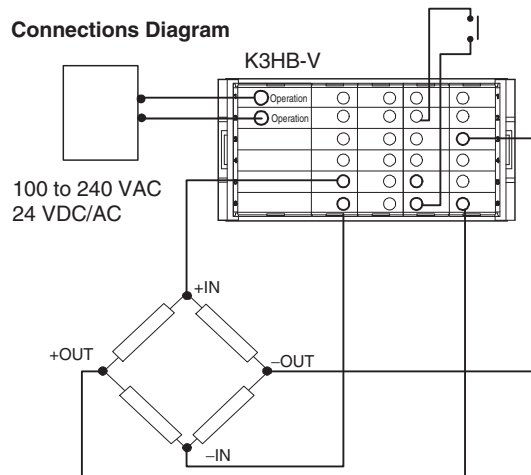 Connections Diagram
K3HB-V
Operation
Operation
100 to 240 VAC
24 VDC/AC
+IN
+OUT
−OUT
−IN